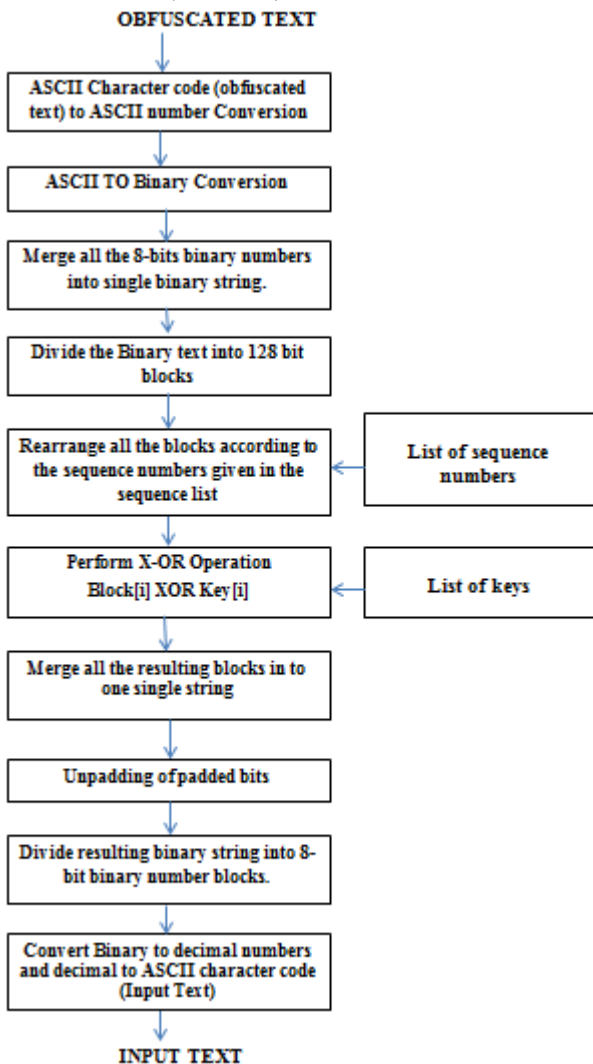 OBFUSCATED TEXT
ASCII Character code (obfuscated
text) to ASCII number Conversion
ASCII TO Binary Conversion
Merge all the 8-bits binary numbers
into single binary string.
Divide the Binary text into 128 bit
blocks
Rearrange all the blocks according to
the sequence numbers given in the
sequence list
List of sequence
numbers
Perform X-OR Operation
Block[i] XOR Key[i]
List of keys
Merge all the resulting blocks in to
one single string
Unpadding of padded bits
Divide resulting binary string into 8-
bit binary number blocks.
Convert Binary to decimal numbers
and decimal to ASCII character code
(Input Text)
INPUT TEXT